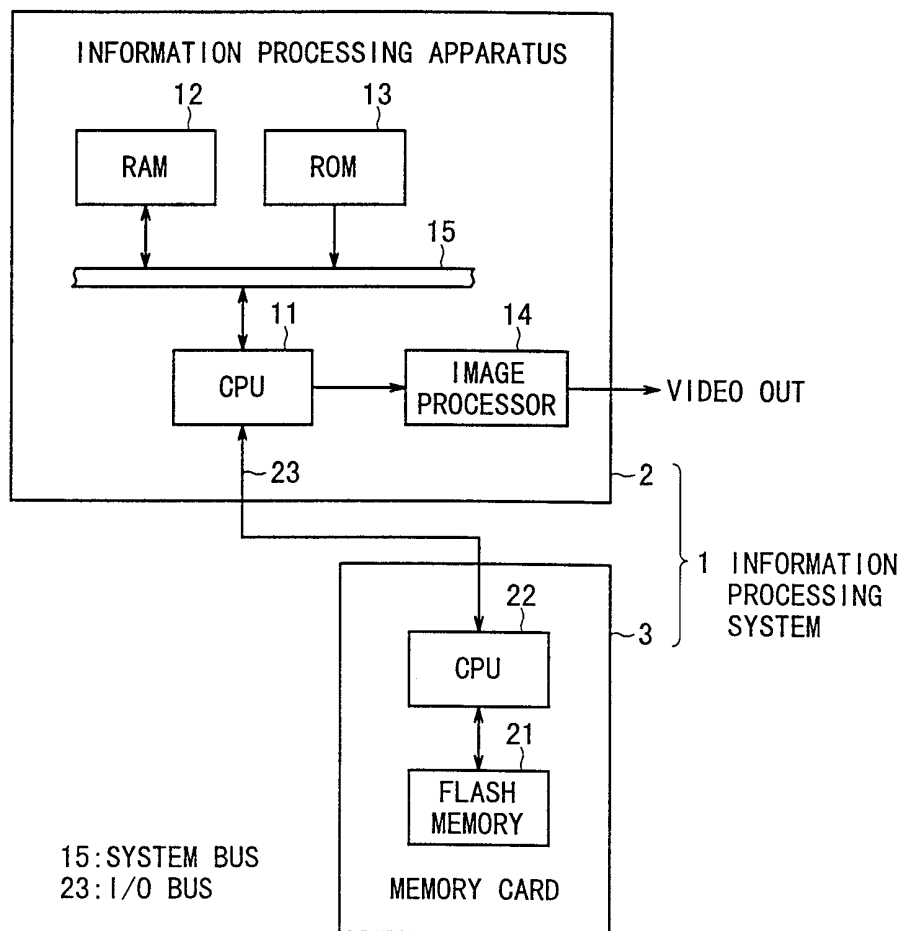 INFORMATION PROCESSING APPARATUS
12
13
RAM
ROM
15
11
14
CPU
IMAGE
PROCESSOR
VIDEO OUT
23
2
1 INFORMATION
PROCESSING
SYSTEM
22
3
CPU
21
FLASH
MEMORY
15:SYSTEM BUS
23:I/O BUS
MEMORY CARD